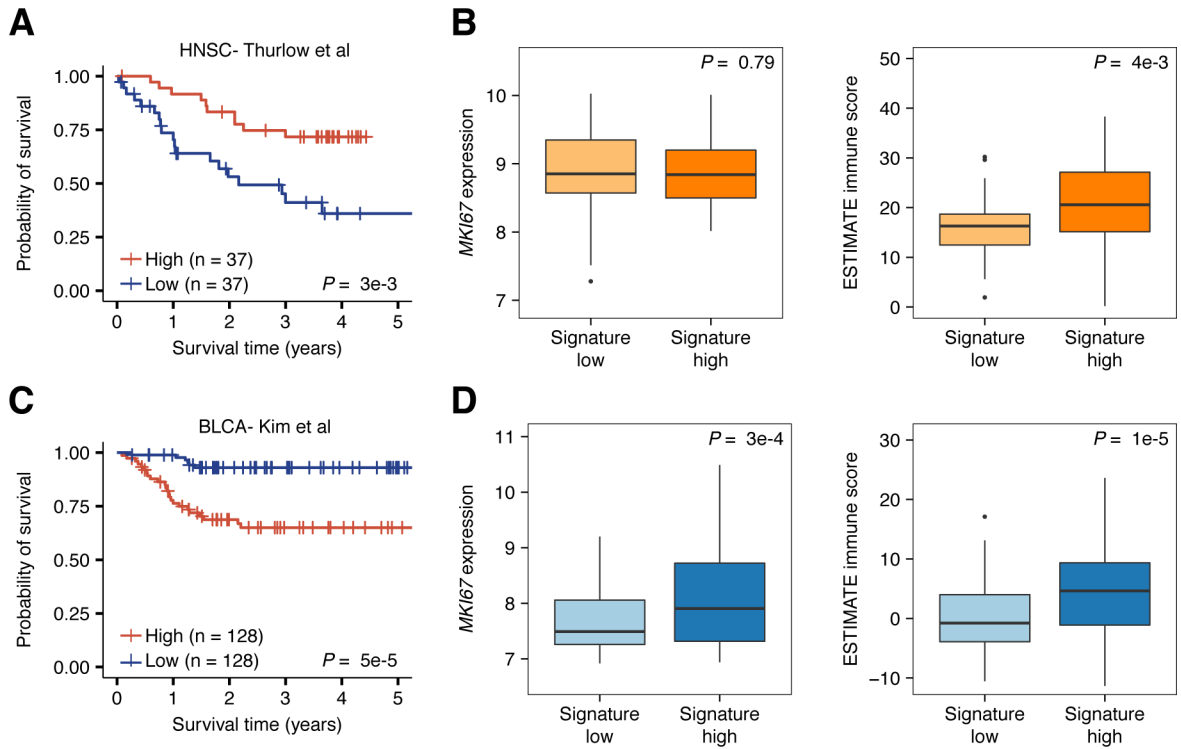 A
HNSC- Thurlow et al
Probability of survival
1.00
0.75
0.50
0.25
0.00
High (n = 37)
Low (n = 37)
P = 3e-3
0 1 2 3 4 5
Survival time (years)
B
MKI67 expression
10
9
8
7
P = 0.79
Signature low
Signature high
ESTIMATE immune score
50
40
30
20
10
0
P = 4e-3
Signature low
Signature high
C
BLCA- Kim et al
Probability of survival
1.00
0.75
0.50
0.25
0.00
High (n = 128)
Low (n = 128)
P = 5e-5
0 1 2 3 4 5
Survival time (years)
D
MKI67 expression
11
10
9
8
7
P = 3e-4
Signature low
Signature high
ESTIMATE immune score
30
20
10
0
−10
P = 1e-5
Signature low
Signature high